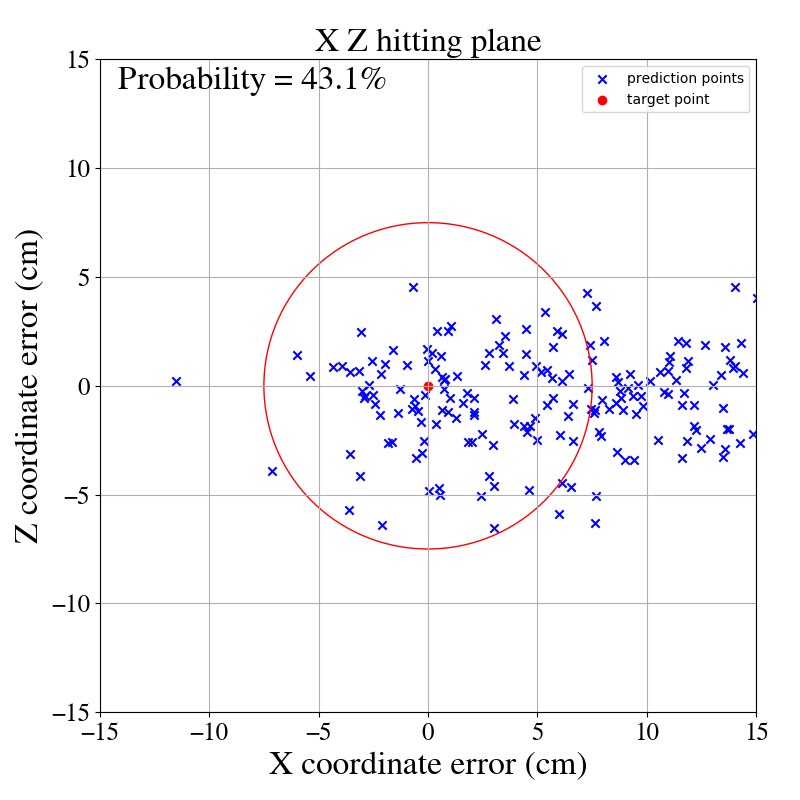 X Z hitting plane
Probability = 43.1%
prediction points
target point
15
10
5
0
−5
−10
−15
Z coordinate error (cm)
−15 −10 −5 0 5 10 15
X coordinate error (cm)